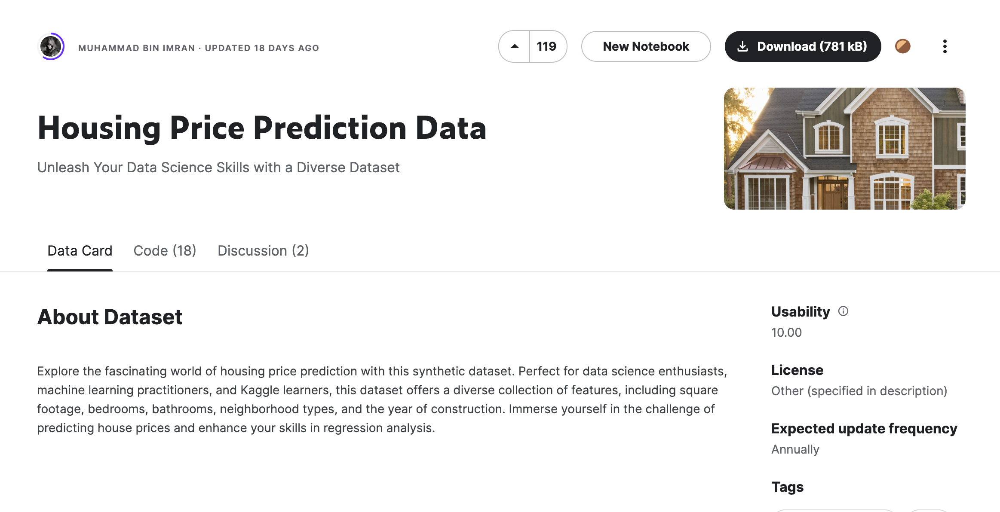 MUHAMMAD BIN IMRAN · UPDATED 18 DAYS AGO
119
New Notebook
Download (781 kB)
Housing Price Prediction Data
Unleash Your Data Science Skills with a Diverse Dataset
Data Card
Code (18)
Discussion (2)
About Dataset
Explore the fascinating world of housing price prediction with this synthetic dataset. Perfect for data science enthusiasts,
machine learning practitioners, and Kaggle learners, this dataset offers a diverse collection of features, including square
footage, bedrooms, bathrooms, neighborhood types, and the year of construction. Immerse yourself in the challenge of
predicting house prices and enhance your skills in regression analysis.
Usability
10.00
License
Other (specified in description)
Expected update frequency
Annually
Tags